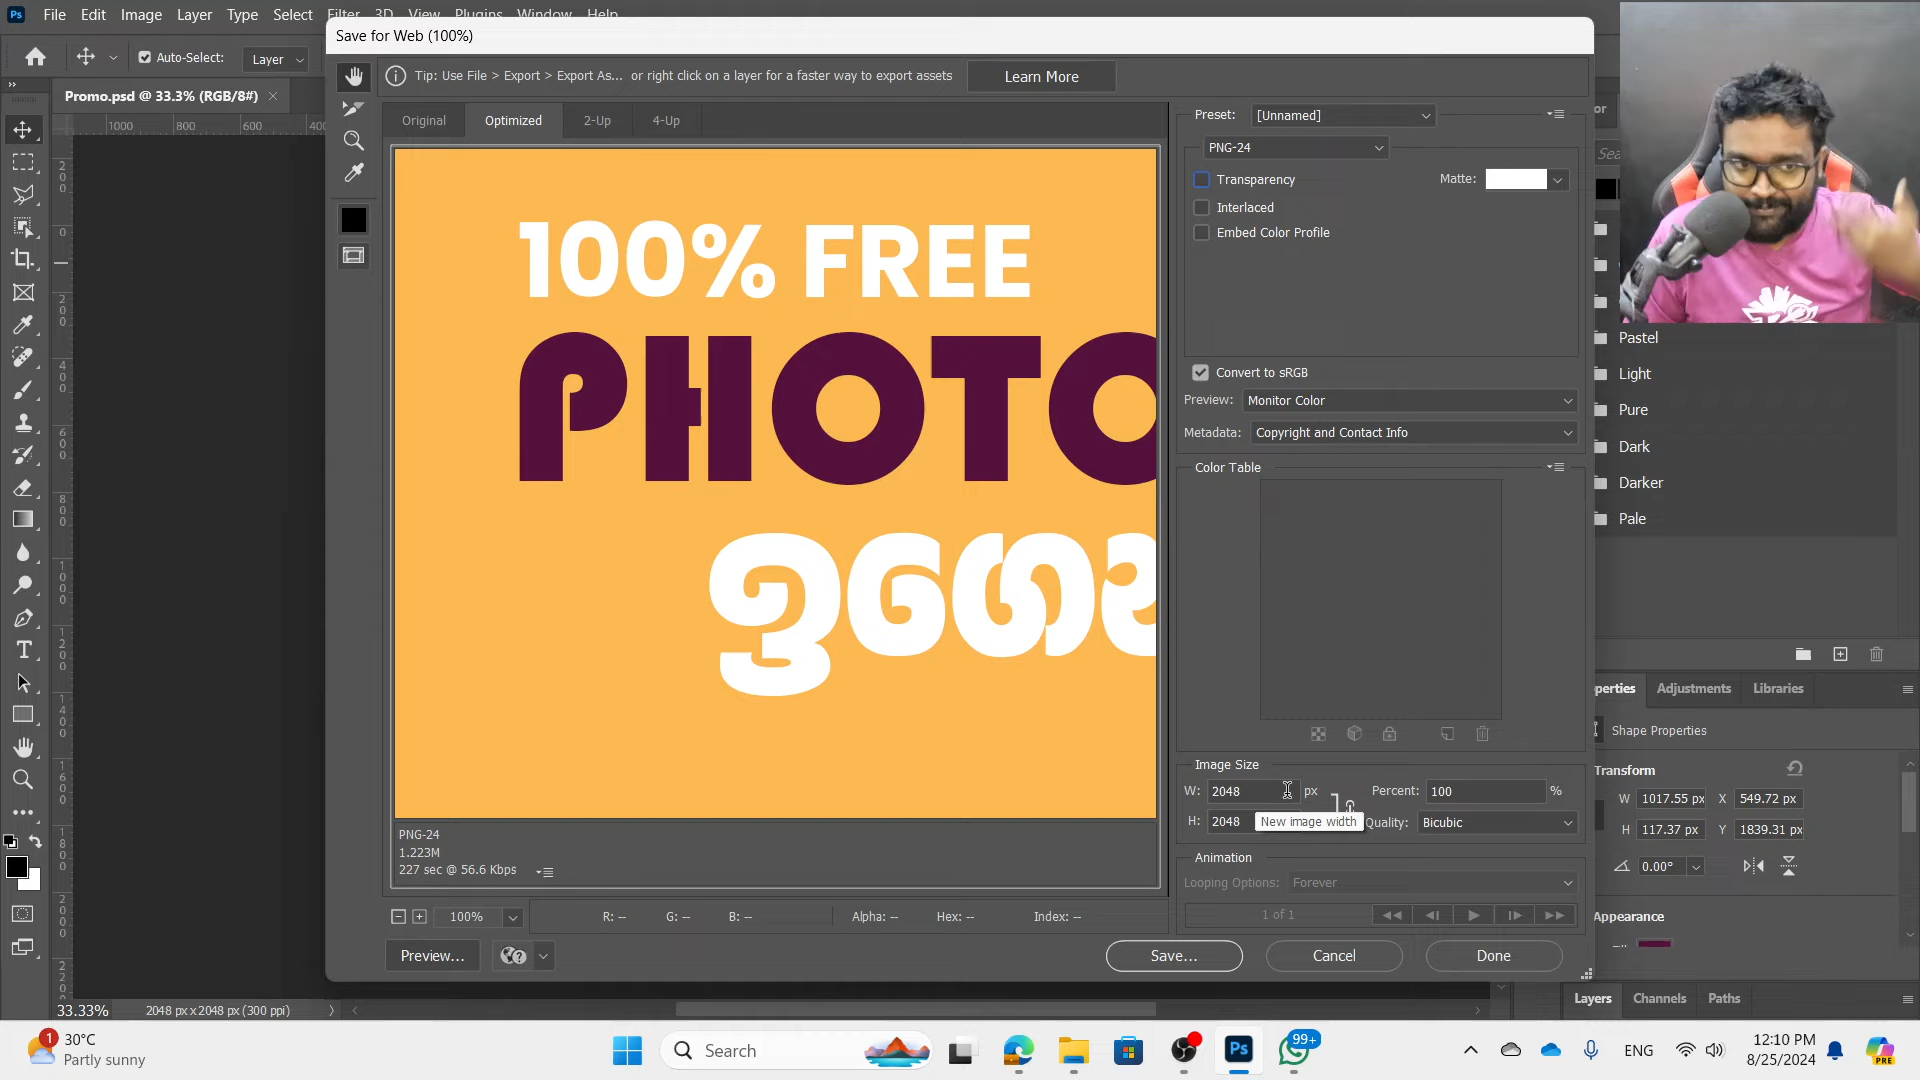 File Edit Image Layer Type Select Filter 3D View Plugins Window Help
Save for Web (100%)
Auto-Select: Layer
Tip: Use File > Export > Export As... or right click on a layer for a faster way to export assets
Learn More
Promo.psd @ 33.3% (RGB/8#)
1000 800 600 400
Original Optimized 2-Up 4-Up
100% FREE
PHOTO
Preset: [Unnamed]
PNG-24
Transparency Matte:
Interlaced
Embed Color Profile
Convert to sRGB
Preview: Monitor Color
Metadata: Copyright and Contact Info
Color Table
Image Size
W: 2048 px Percent: 100 %
H: 2048 Quality: Bicubic
New image width
Animation
Looping Options: Forever
1 of 1
PNG-24
1.223M
227 sec @ 56.6 Kbps
100% R: -- G: -- B: -- Alpha: -- Hex: -- Index: --
Preview... Save... Cancel Done
Pastel
Light
Pure
Dark
Darker
Pale
perties Adjustments Libraries
Shape Properties
Transform
W 1017.55 px X 549.72 px
H 117.37 px Y 1839.31 px
0.00°
Appearance
Layers Channels Paths
33.33% 2048 px x 2048 px (300 ppi)
1 30°C
Partly sunny
Search
Ps
99+
ENG
12:10 PM
8/25/2024
PRE